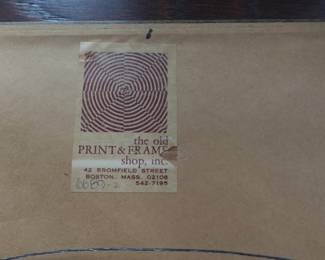 the old
PRINT & FRAME
shop, inc.
42 BROMFIELD STREET
BOSTON, MASS. 02108
542-7195